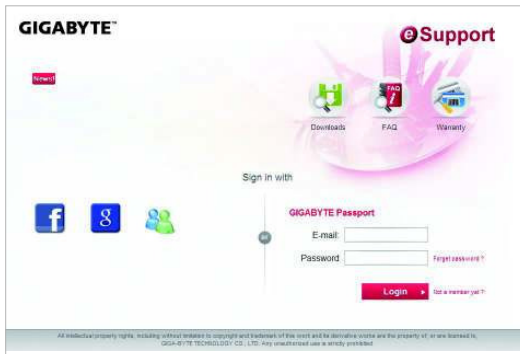 GIGABYTE™
eSupport
News!
FAQ
Downloads
FAQ
Warranty
Sign in with
f
g
or
GIGABYTE Passport
E-mail:
Password
Forget password ?
Login
Not a member yet ?
All intellectual property rights, including without limitation to copyright and trademark of this work and its derivative works are the property of, or are licensed to,
GIGA-BYTE TECHNOLOGY CO., LTD. Any unauthorized use is strictly prohibited